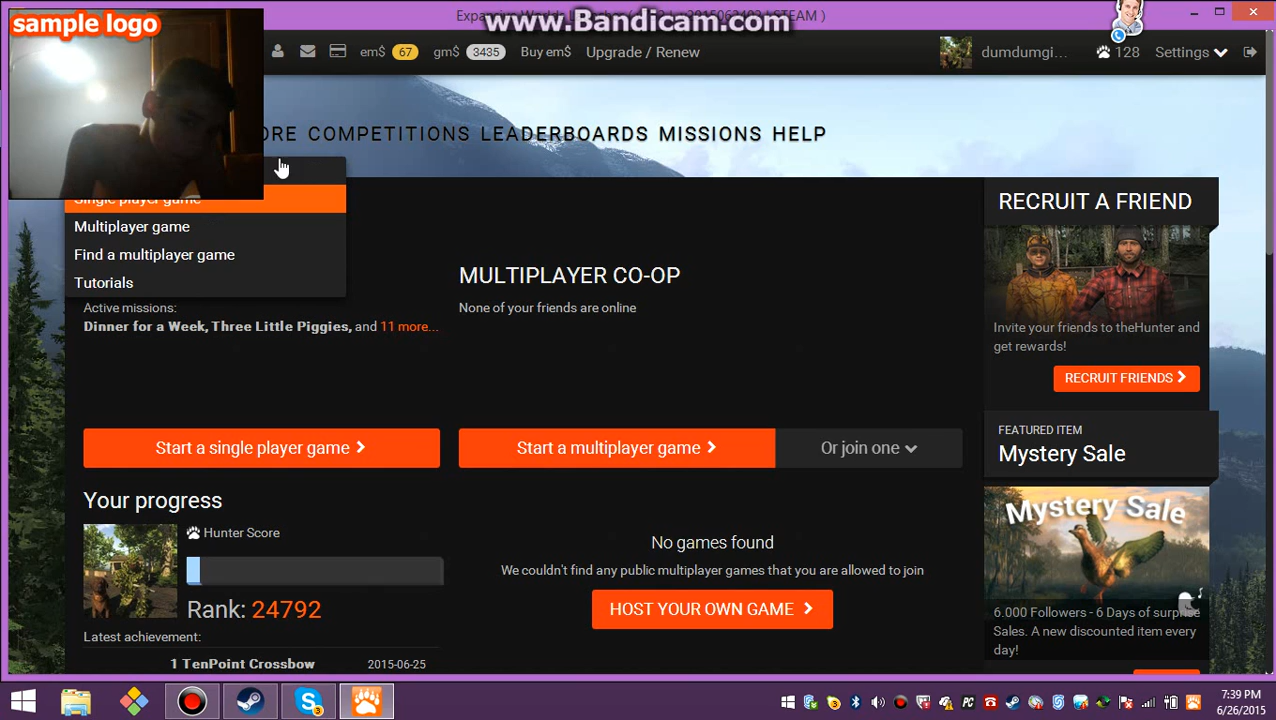 sample logo
www.Bandicam.com
STEAM )
em$ 67 gm$ 3435 Buy em$ Upgrade / Renew dumdumgi... 128 Settings
COMPETITIONS LEADERBOARDS MISSIONS HELP
Single player game
Multiplayer game
Find a multiplayer game
Tutorials
Active missions:
Dinner for a Week, Three Little Piggies, and 11 more...
Start a single player game
MULTIPLAYER CO-OP
None of your friends are online
Start a multiplayer game Or join one
RECRUIT A FRIEND
Invite your friends to theHunter and
get rewards!
RECRUIT FRIENDS
FEATURED ITEM
Mystery Sale
Mystery Sale
6.000 Followers - 6 Days of surprise
Sales. A new discounted item every
day!
Your progress
Hunter Score
Rank: 24792
Latest achievement:
1 TenPoint Crossbow 2015-06-25
No games found
We couldn't find any public multiplayer games that you are allowed to join
HOST YOUR OWN GAME
3
PC
7:39 PM
6/26/2015